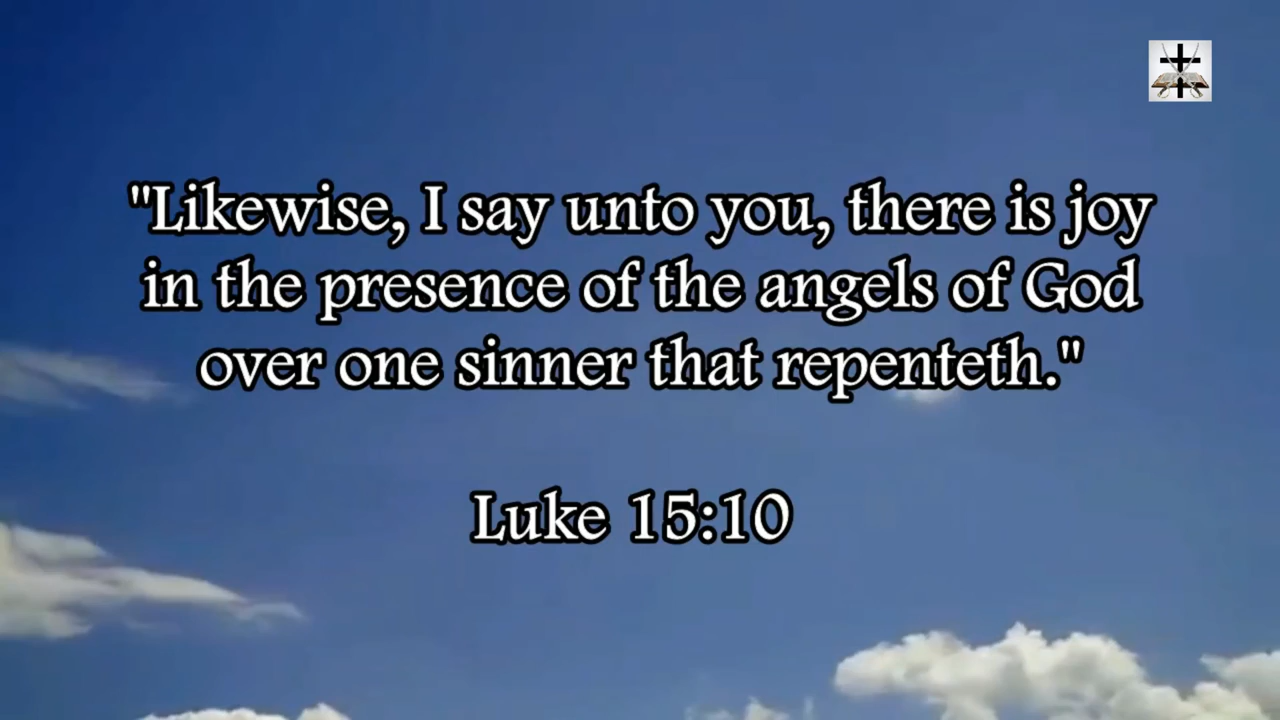 "Likewise, I say unto you, there is joy
in the presence of the angels of God
over one sinner that repenteth."
Luke 15:10